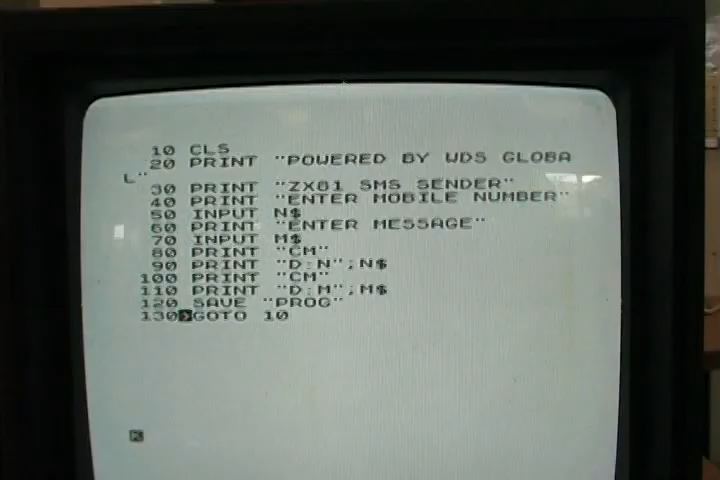 10 CLS
20 PRINT "POWERED BY WDS GLOBA
L"
30 PRINT "ZX81 SMS SENDER"
40 PRINT "ENTER MOBILE NUMBER"
50 INPUT N$
60 PRINT "ENTER MESSAGE"
70 INPUT M$
80 PRINT "CM"
90 PRINT "D:N";N$
100 PRINT "CM"
110 PRINT "D:M";M$
120 SAVE "PROG"
130>GOTO 10
K